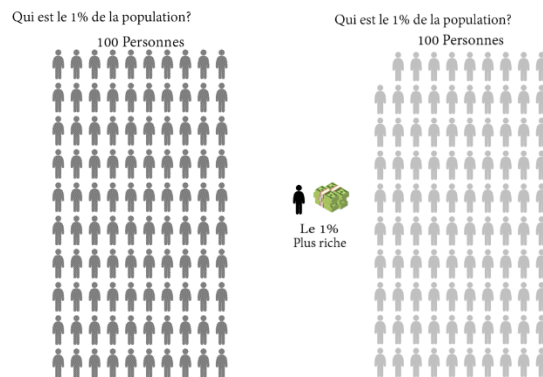 Qui est le 1% de la population?
100 Personnes
Qui est le 1% de la population?
100 Personnes
Le 1%
Plus riche